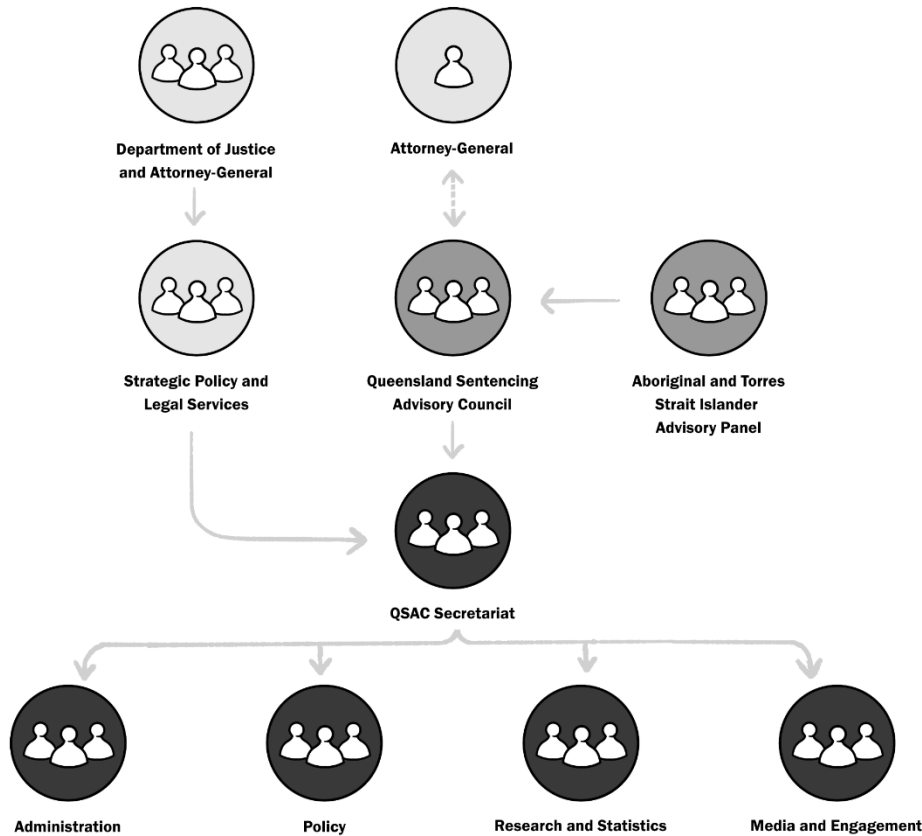 Department of Justice
and Attorney-General
Attorney-General
Strategic Policy and
Legal Services
Queensland Sentencing
Advisory Council
Aboriginal and Torres
Strait Islander
Advisory Panel
QSAC Secretariat
Administration
Policy
Research and Statistics
Media and Engagement